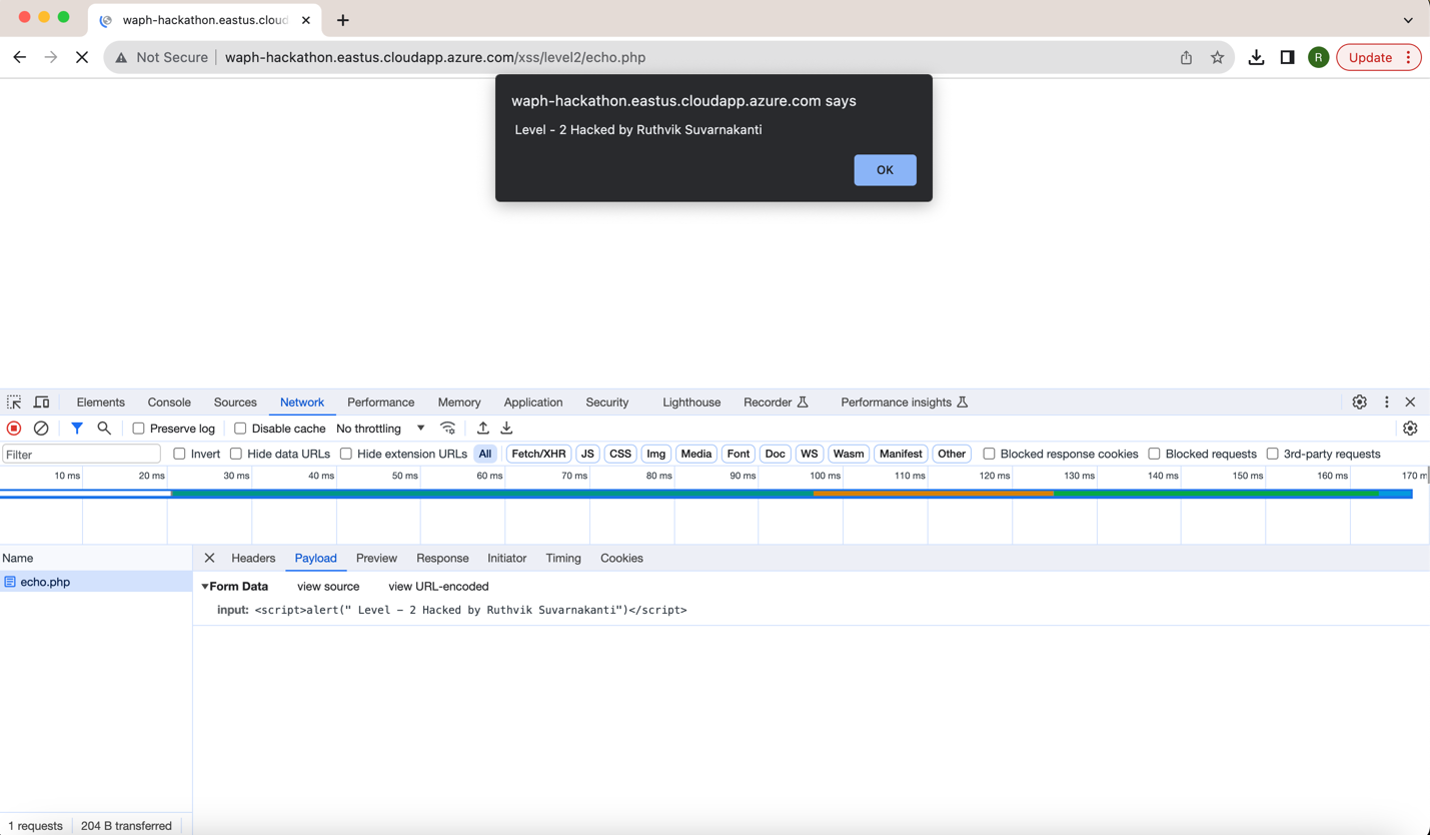 waph-hackathon.eastus.cloud
Not Secure waph-hackathon.eastus.cloudapp.azure.com/xss/level2/echo.php R Update
waph-hackathon.eastus.cloudapp.azure.com says
Level - 2 Hacked by Ruthvik Suvarnakanti
OK
Elements Console Sources Network Performance Memory Application Security Lighthouse Recorder Performance insights
Preserve log Disable cache No throttling
Filter Invert Hide data URLs Hide extension URLs All Fetch/XHR JS CSS Img Media Font Doc WS Wasm Manifest Other Blocked response cookies Blocked requests 3rd-party requests
10 ms 20 ms 30 ms 40 ms 50 ms 60 ms 70 ms 80 ms 90 ms 100 ms 110 ms 120 ms 130 ms 140 ms 150 ms 160 ms 170 m
Name Headers Payload Preview Response Initiator Timing Cookies
echo.php
Form Data view source view URL-encoded
input: <script>alert(" Level - 2 Hacked by Ruthvik Suvarnakanti")</script>
1 requests 204 B transferred